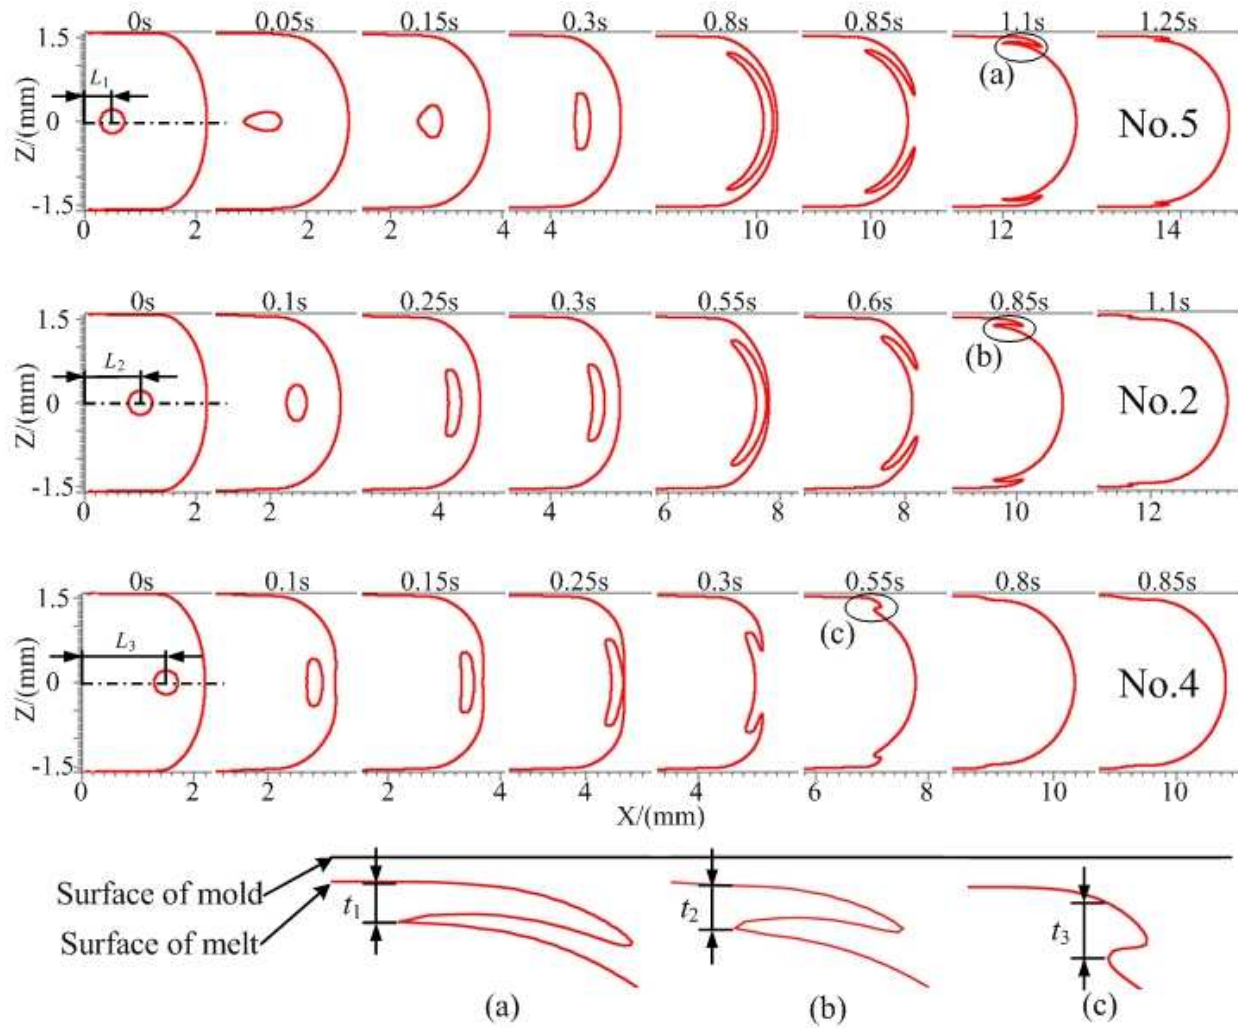 0s 0.05s 0.15s 0.3s 0.8s 0.85s 1.1s 1.25s
1.5
L1
(a)
Z/(mm)
0
No.5
-1.5
0 2 2 4 4 10 10 12 14
0s 0.1s 0.25s 0.3s 0.55s 0.6s 0.85s 1.1s
1.5
L2
(b)
Z/(mm)
0
No.2
-1.5
0 2 2 4 4 6 8 8 10 12
0s 0.1s 0.15s 0.25s 0.3s 0.55s 0.8s 0.85s
1.5
L3
(c)
Z/(mm)
0
No.4
-1.5
0 2 2 2 4 4 4 6 8 10 10
X/(mm)
Surface of mold
t1 t2 t3
Surface of melt
(a) (b) (c)